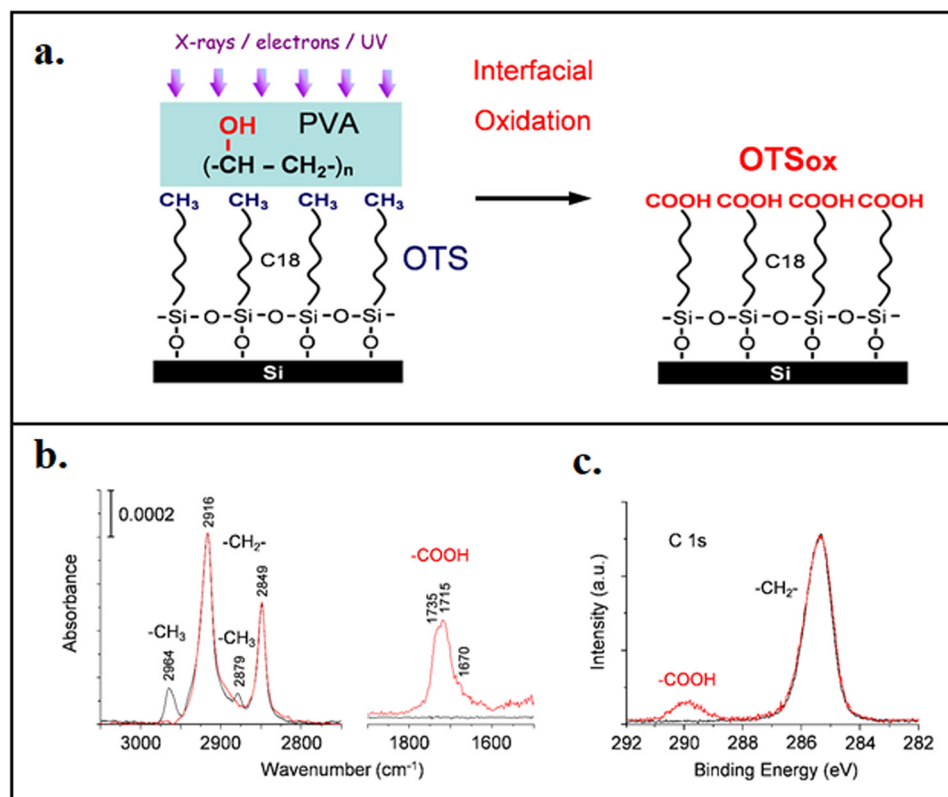 a.
X-rays / electrons / UV
OH PVA
(-CH – CH₂-)n
CH₃ CH₃ CH₃ CH₃
C18
OTS
-Si-O-Si-O-Si-O-Si-
O O O O
Si
Interfacial
Oxidation
OTSox
COOH COOH COOH COOH
C18
-Si-O-Si-O-Si-O-Si-
O O O O
Si
b.
0.0002
Absorbance
-CH₃
2964
2916
-CH₂-
-CH₃
2879
2849
-COOH
1735
1715
1670
3000 2900 2800 1800 1600
Wavenumber (cm⁻¹)
c.
C 1s
Intensity (a.u.)
-CH₂-
-COOH
292 290 288 286 284 282
Binding Energy (eV)